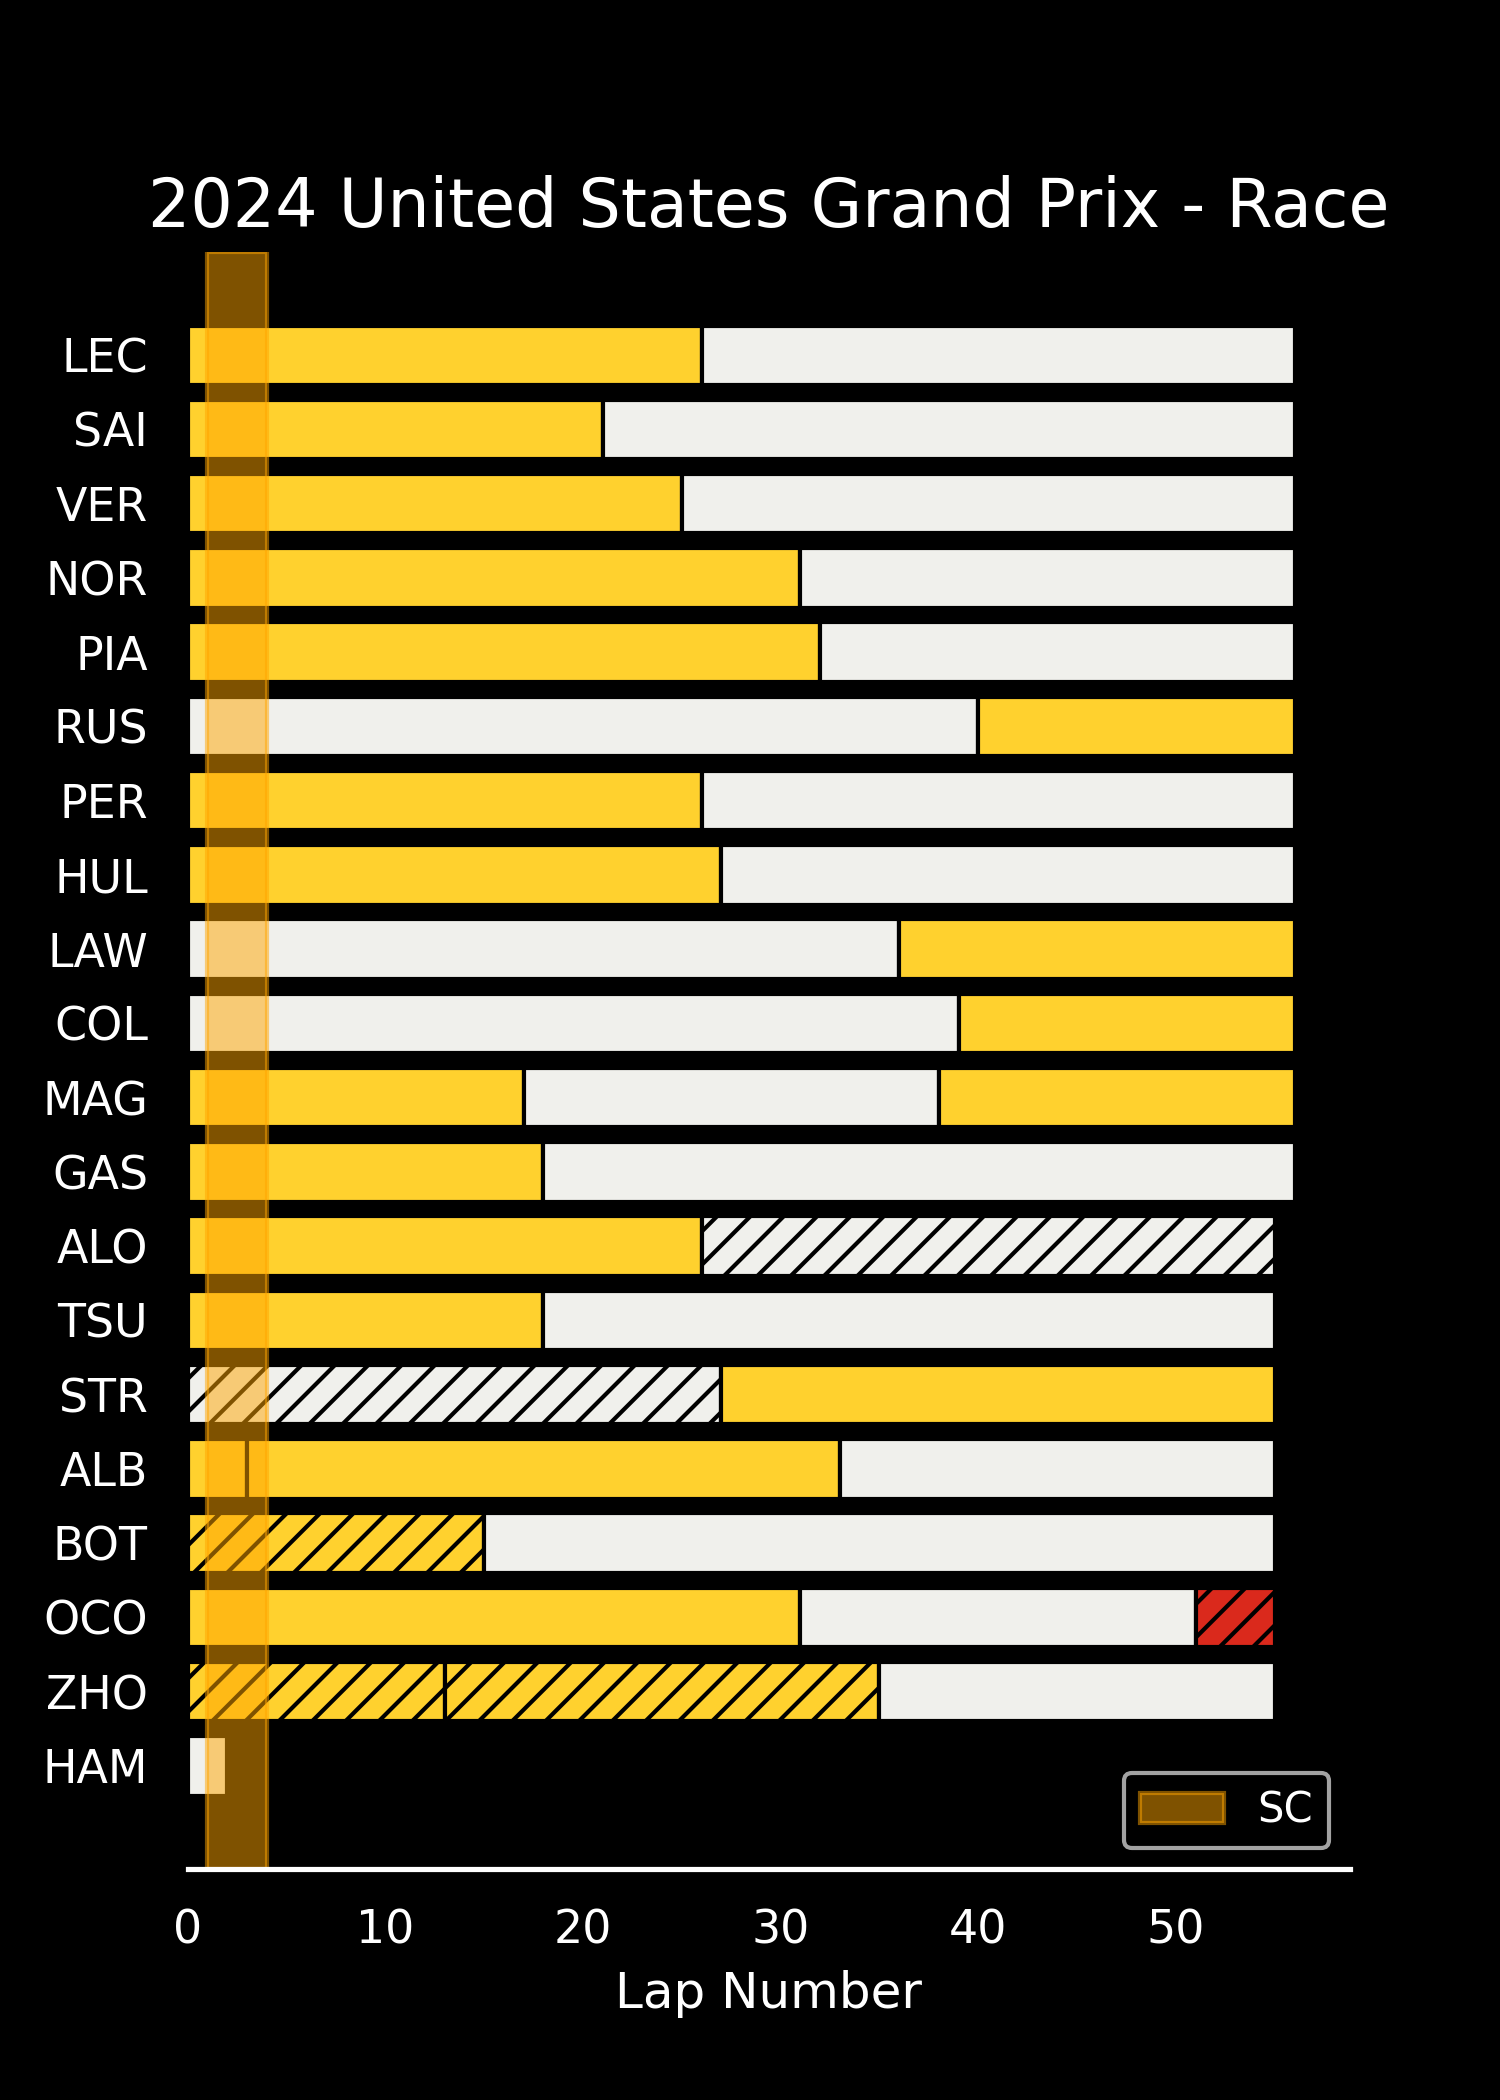 2024 United States Grand Prix - Race
LEC
SAI
VER
NOR
PIA
RUS
PER
HUL
LAW
COL
MAG
GAS
ALO
TSU
STR
ALB
BOT
OCO
ZHO
HAM
SC
0 10 20 30 40 50
Lap Number